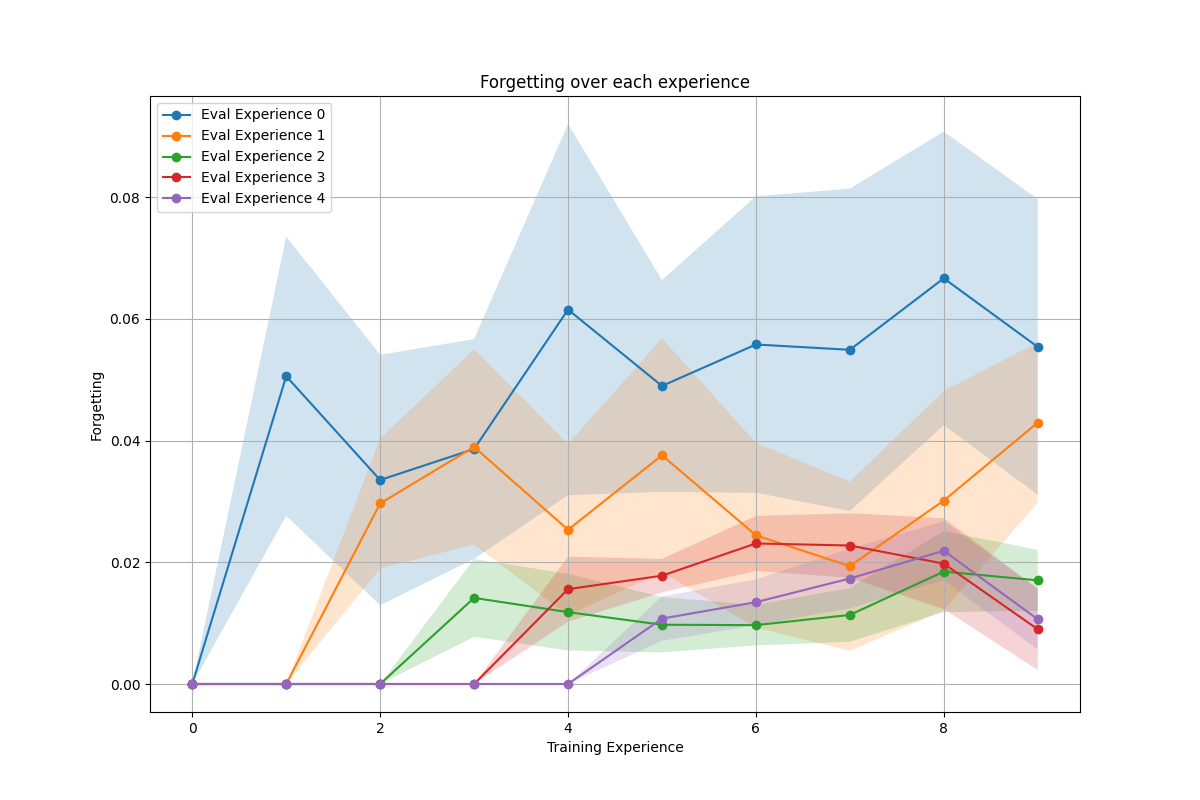 Forgetting over each experience
Eval Experience 0
Eval Experience 1
Eval Experience 2
Eval Experience 3
Eval Experience 4
0.08
0.06
0.04
0.02
0.00
Forgetting
0 2 4 6 8
Training Experience